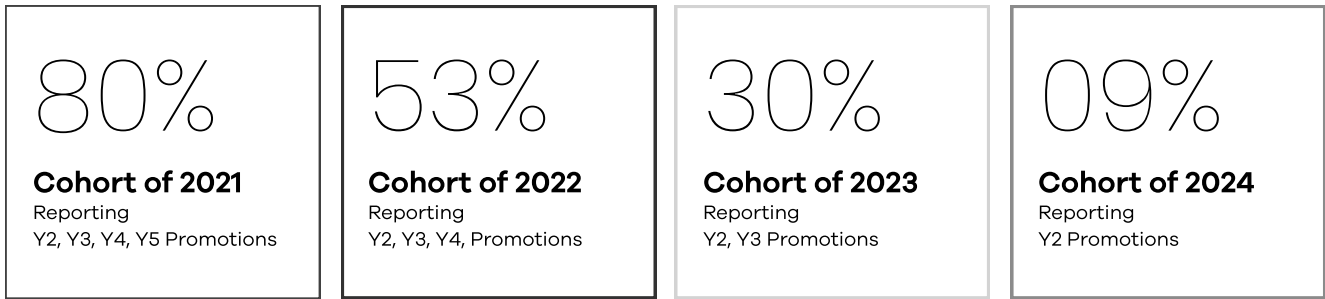 80%
Cohort of 2021
Reporting
Y2, Y3, Y4, Y5 Promotions
53%
Cohort of 2022
Reporting
Y2, Y3, Y4, Promotions
30%
Cohort of 2023
Reporting
Y2, Y3 Promotions
09%
Cohort of 2024
Reporting
Y2 Promotions